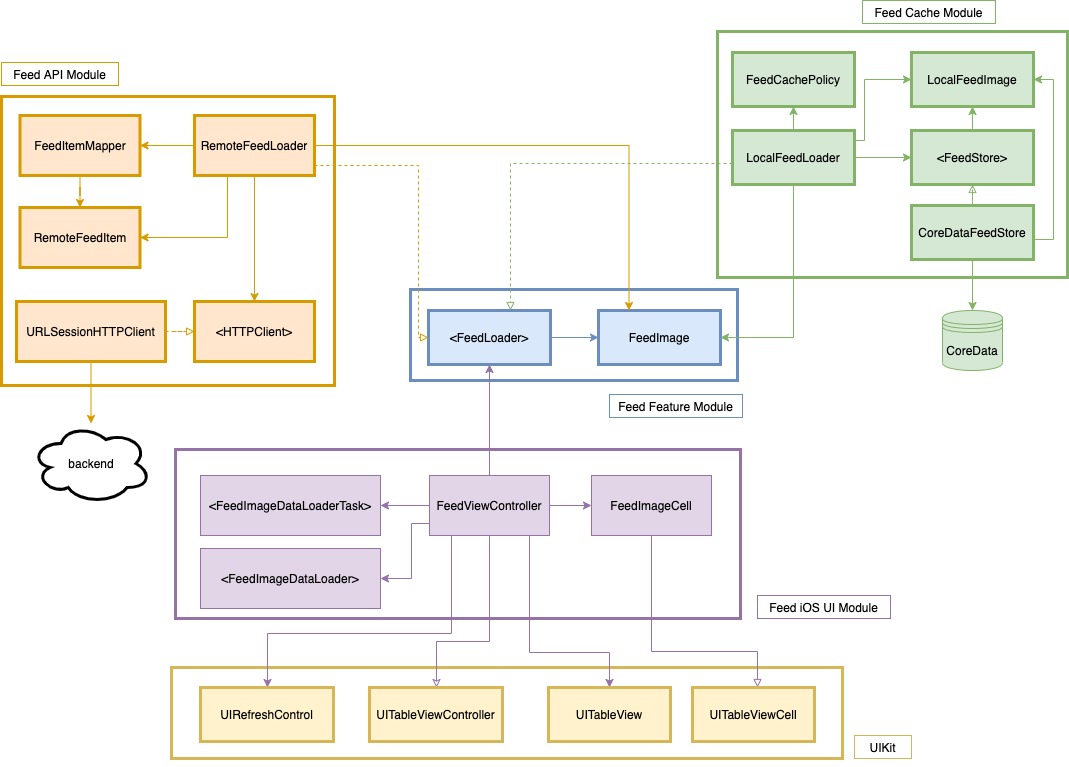 Feed Cache Module
Feed API Module
FeedCachePolicy
LocalFeedImage
FeedItemMapper
RemoteFeedLoader
LocalFeedLoader
<FeedStore>
RemoteFeedItem
CoreDataFeedStore
URLSessionHTTPClient
<HTTPClient>
<FeedLoader>
FeedImage
CoreData
Feed Feature Module
backend
<FeedImageDataLoaderTask>
FeedViewController
FeedImageCell
<FeedImageDataLoader>
Feed iOS UI Module
UIRefreshControl
UITableViewController
UITableView
UITableViewCell
UIKit